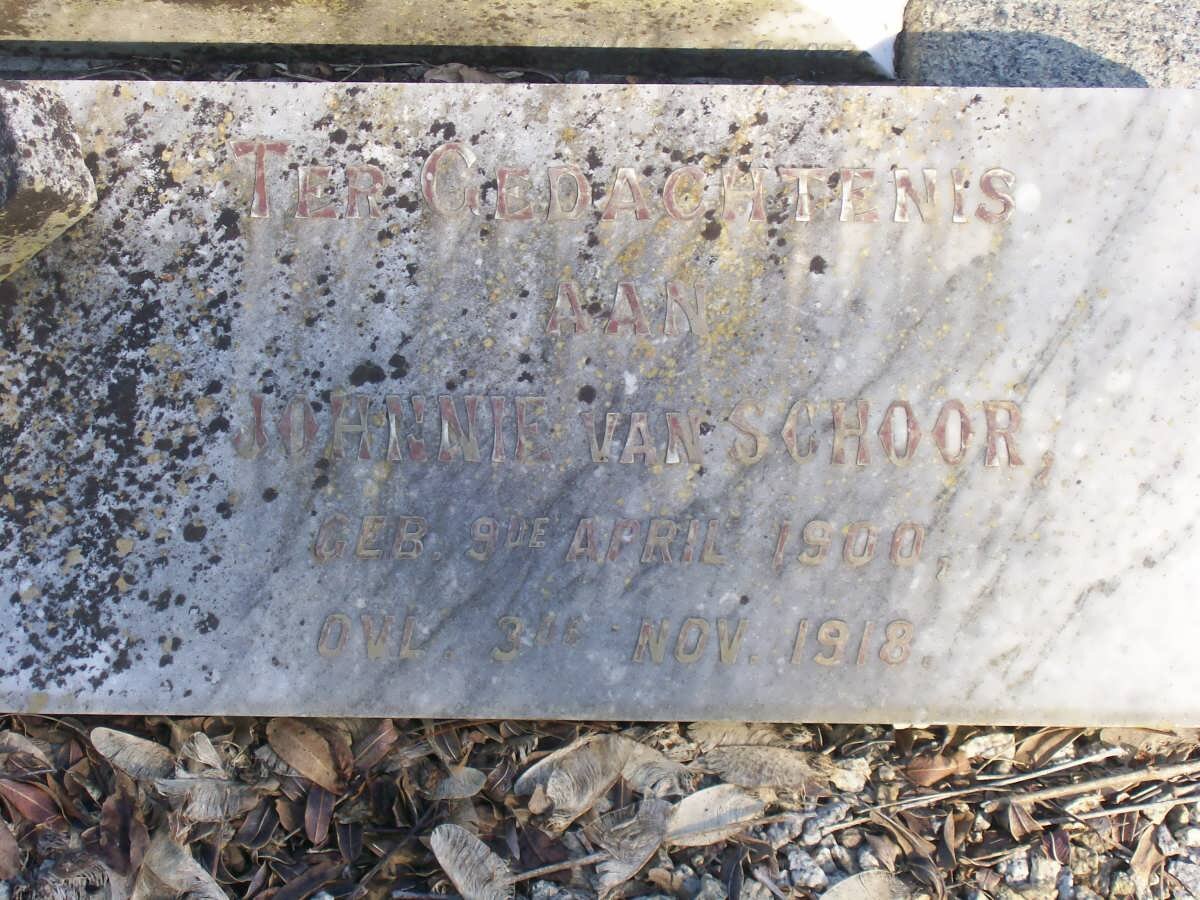 TER GEDACHTENIS
AAN
JOHNNIE VAN SCHOOR,
GEB. 9DE APRIL 1900,
OVL. 3DE NOV. 1918.